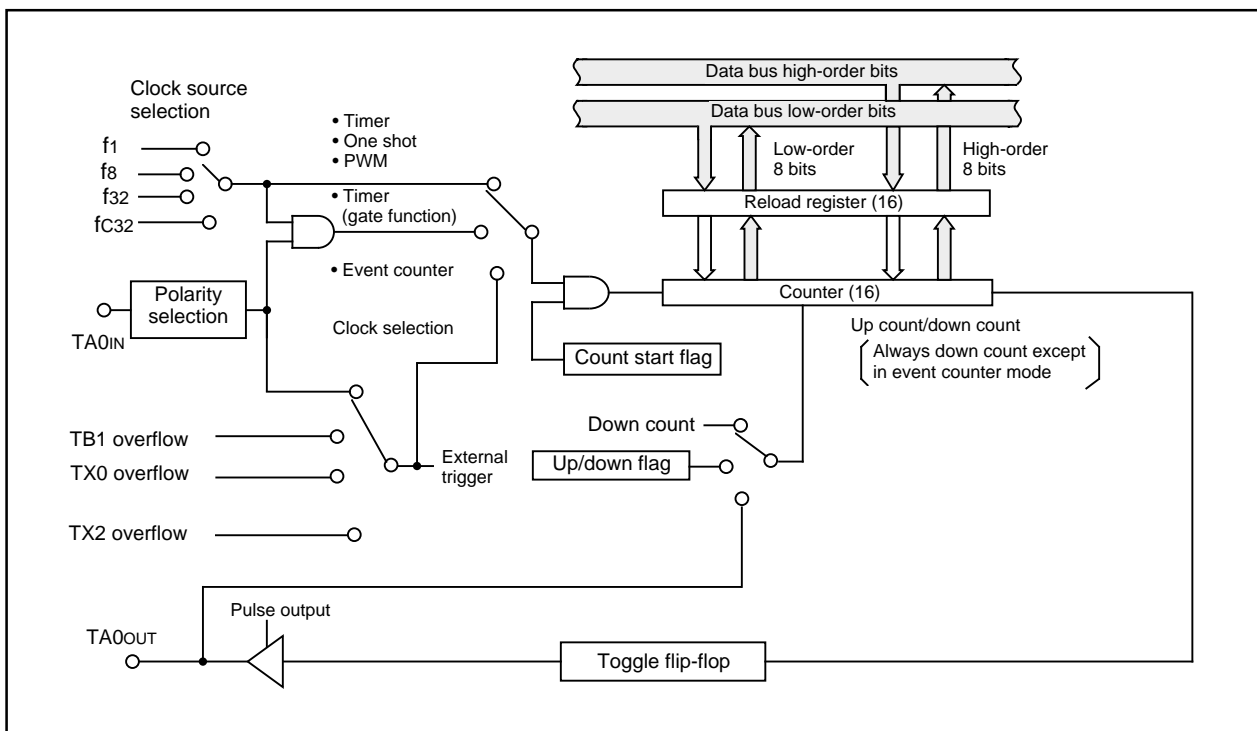 Clock source
selection
f1
f8
f32
fC32
• Timer
• One shot
• PWM
• Timer
(gate function)
• Event counter
Clock selection
Polarity
selection
TA0IN
TB1 overflow
TX0 overflow
TX2 overflow
External
trigger
Data bus high-order bits
Data bus low-order bits
Low-order
8 bits
High-order
8 bits
Reload register (16)
Counter (16)
Count start flag
Up count/down count
Always down count except
in event counter mode
Down count
Up/down flag
Pulse output
TA0OUT
Toggle flip-flop